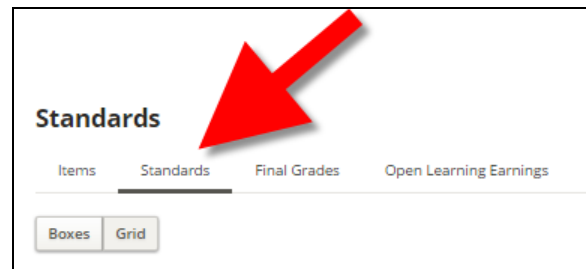 Standards
Items Standards Final Grades Open Learning Earnings
Boxes Grid